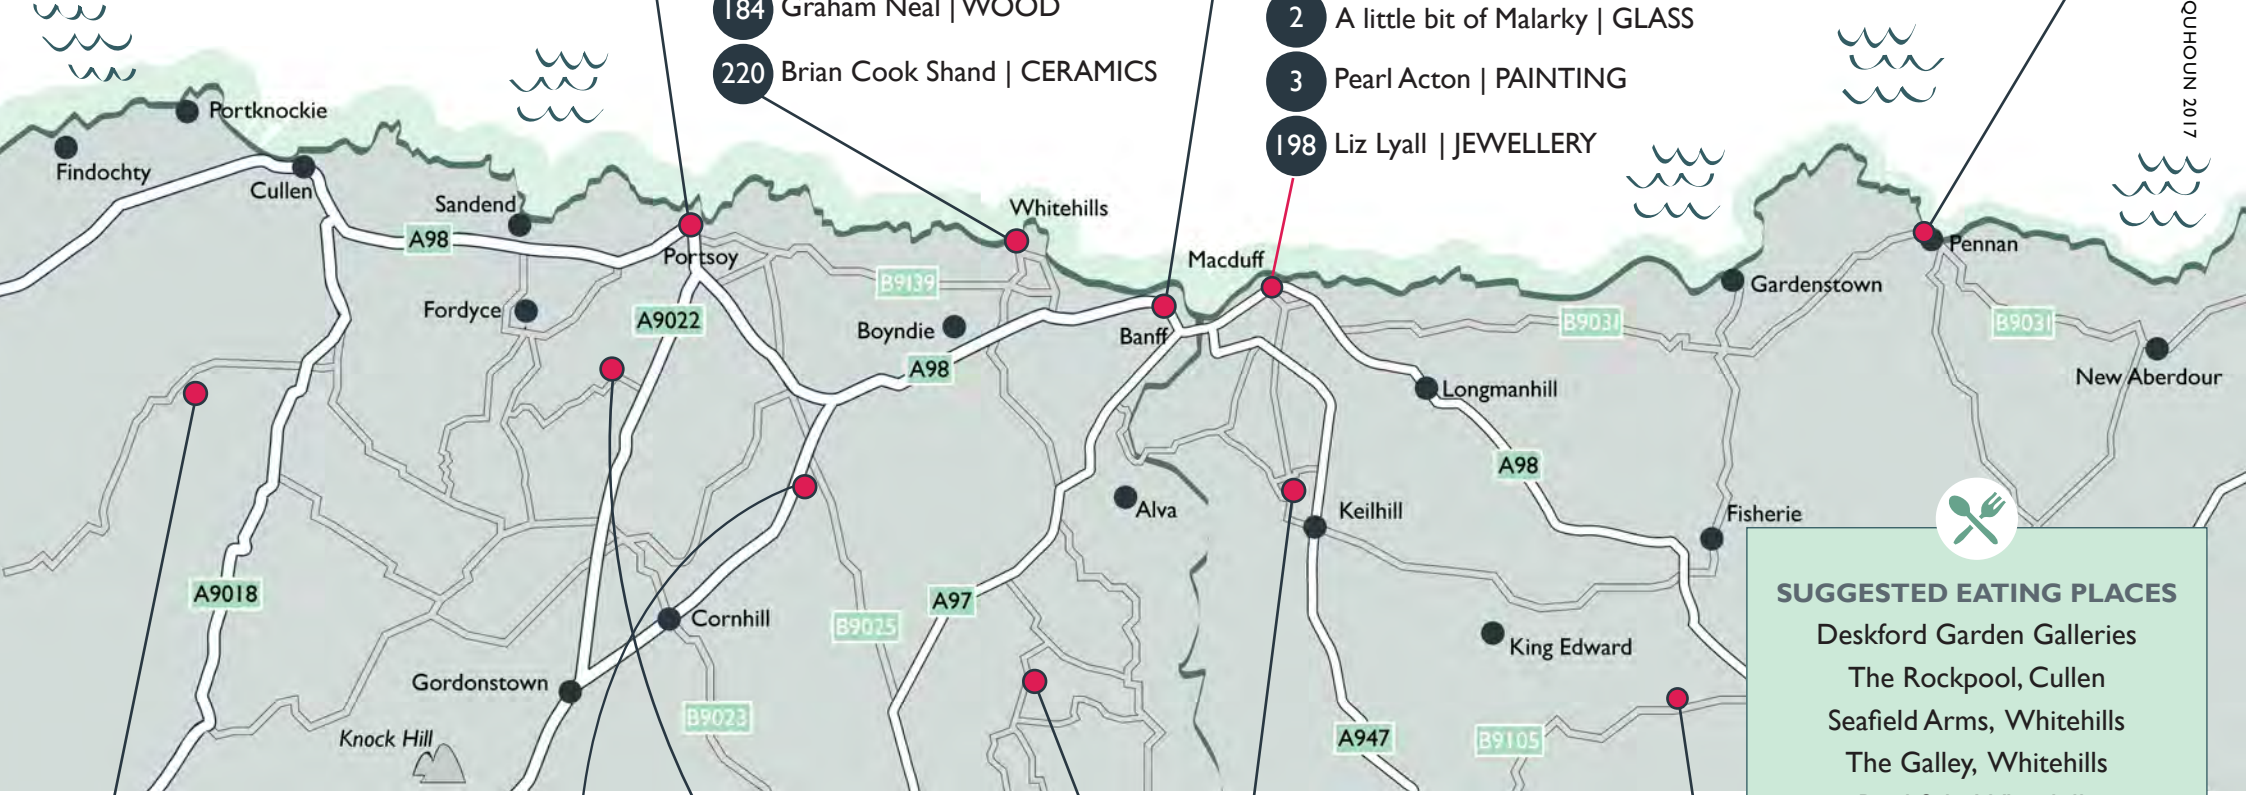 184 Graham Neal | WOOD
220 Brian Cook Shand | CERAMICS
2 A little bit of Malarky | GLASS
3 Pearl Acton | PAINTING
198 Liz Lyall | JEWELLERY
QUHOUN 2017
Portknockie
Findochty
Cullen
Sandend
A98
Portsoy
Whitehills
Macduff
Pennan
Gardenstown
B9139
Fordyce
A9022
Boyndie
Banff
B9031
B9031
A98
New Aberdour
Longmanhill
A98
Alva
Keilhill
Fisherie
A9018
A97
Cornhill
B9025
King Edward
Gordonstown
B9023
Knock Hill
A947
B9105
SUGGESTED EATING PLACES
Deskford Garden Galleries
The Rockpool, Cullen
Seafield Arms, Whitehills
The Galley, Whitehills